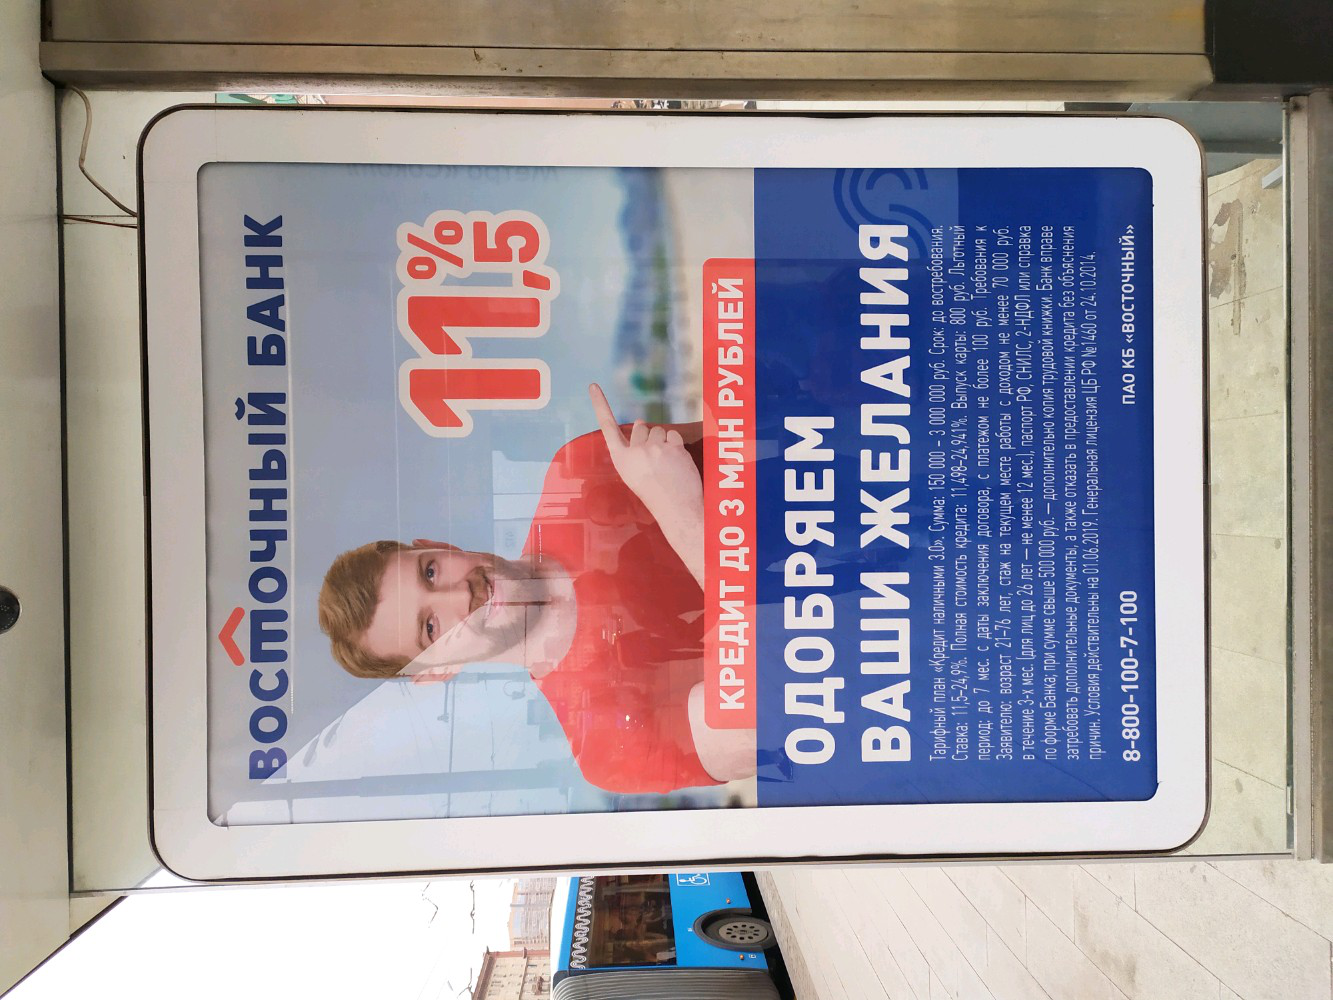 ВОСТОЧНЫЙ БАНК
11,5%
КРЕДИТ ДО 3 МЛН РУБЛЕЙ
ОДОБРЯЕМ
ВАШИ ЖЕЛАНИЯ
Тарифный план «Кредит наличными 3.0». Сумма: 150 000 – 3 000 000 руб. Срок: до востребования.
Ставка: 11,5–24,9%. Полная стоимость кредита: 11,498–24,941%. Выпуск карты: 800 руб. Льготный
период: до 7 мес. с даты заключения договора, с платежом не более 100 руб. Требования к
Заявителю: возраст 21–76 лет, стаж на текущем месте работы с доходом не менее 70 000 руб.
в течение 3-х мес. (для лиц до 26 лет — не менее 12 мес.), паспорт РФ, СНИЛС, 2-НДФЛ или справка
по форме Банка; при сумме свыше 500 000 руб. — дополнительно копия трудовой книжки. Банк вправе
затребовать дополнительные документы, а также отказать в предоставлении кредита без объяснения
причин. Условия действительны на 01.06.2019. Генеральная лицензия ЦБ РФ №1460 от 24.10.2014.
8-800-100-7-100 ПАО КБ «ВОСТОЧНЫЙ»